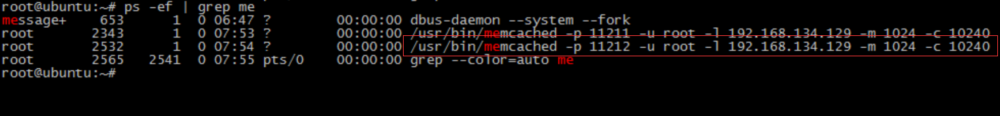 root@ubuntu:~# ps -ef | grep me
message+    653      1  0 06:47 ?        00:00:00 dbus-daemon --system --fork
root       2343      1  0 07:53 ?        00:00:00 /usr/bin/memcached -p 11211 -u root -l 192.168.134.129 -m 1024 -c 10240
root       2532      1  0 07:54 ?        00:00:00 /usr/bin/memcached -p 11212 -u root -l 192.168.134.129 -m 1024 -c 10240
root       2565   2541  0 07:55 pts/0    00:00:00 grep --color=auto me
root@ubuntu:~#